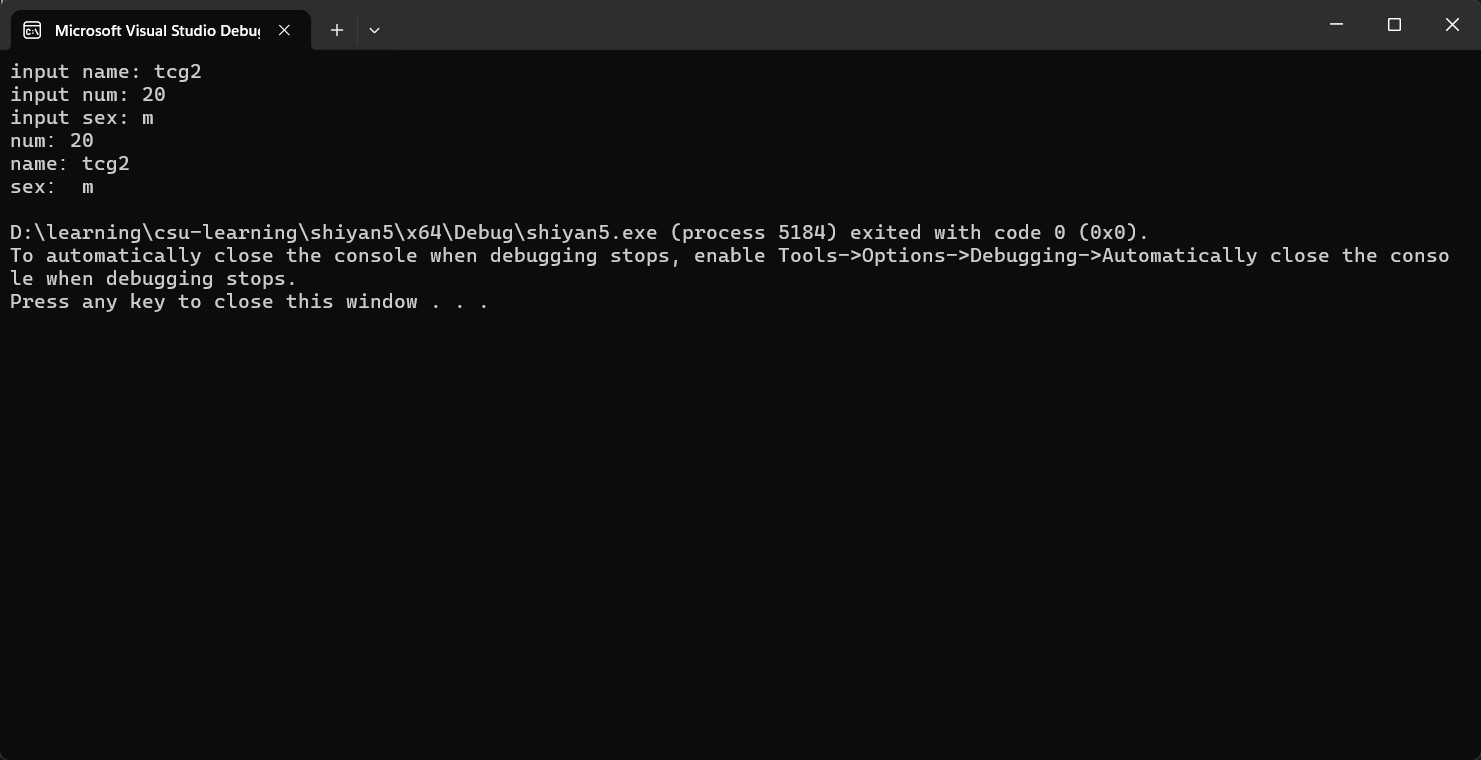 Microsoft Visual Studio Debug
input name: tcg2
input num: 20
input sex: m
num: 20
name: tcg2
sex:  m
D:\learning\csu-learning\shiyan5\x64\Debug\shiyan5.exe (process 5184) exited with code 0 (0x0).
To automatically close the console when debugging stops, enable Tools->Options->Debugging->Automatically close the conso
le when debugging stops.
Press any key to close this window . . .